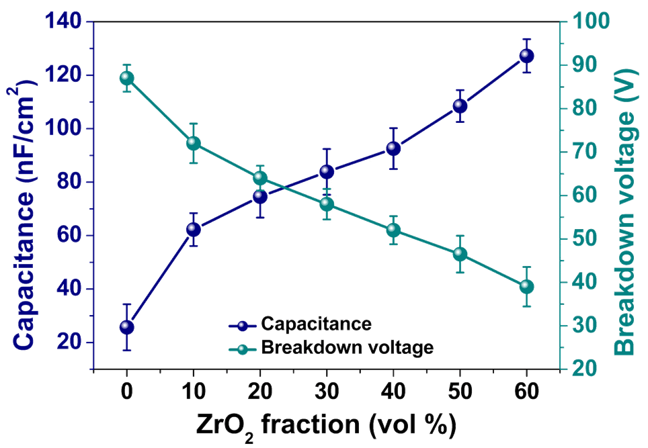 140
120
100
80
60
40
20
Capacitance (nF/cm²)
100
90
80
70
60
50
40
30
20
Breakdown voltage (V)
Capacitance
Breakdown voltage
0 10 20 30 40 50 60
ZrO₂ fraction (vol %)